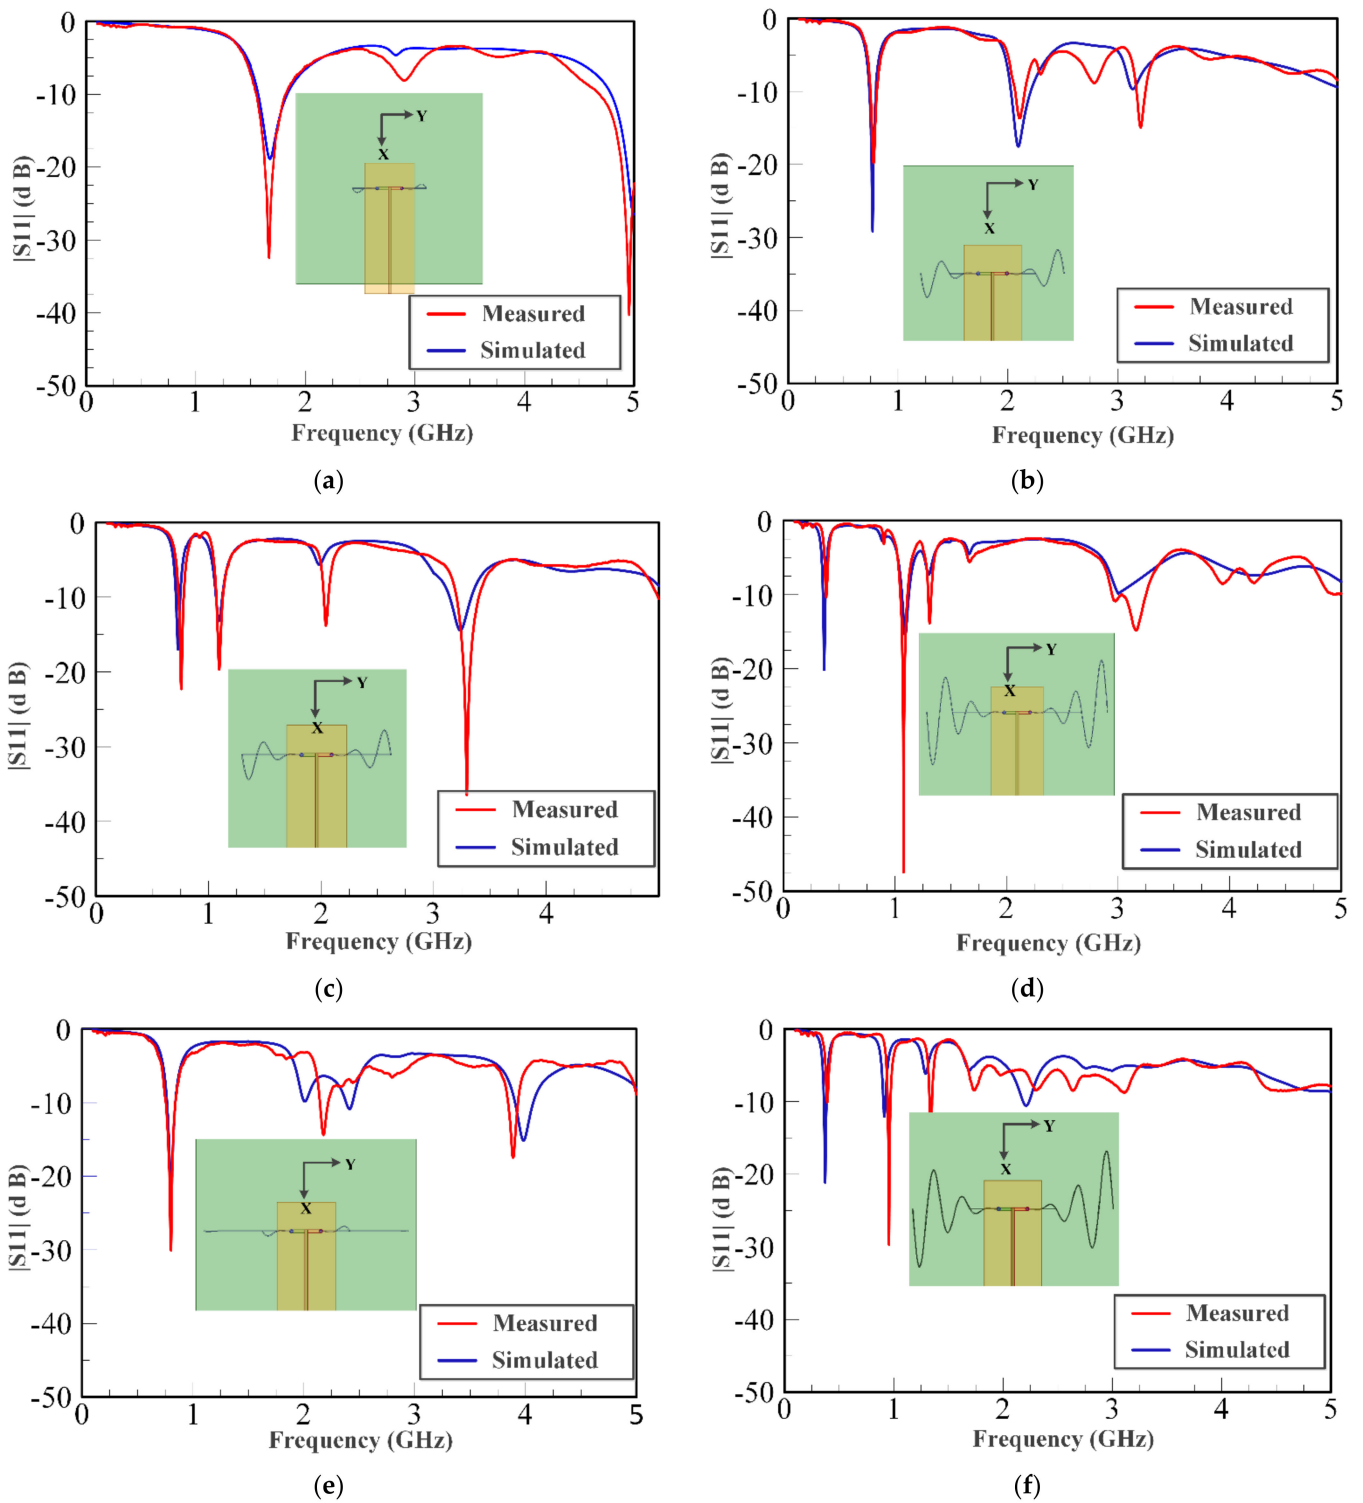 0
-10
-20
-30
-40
-50
|S11| (d B)
Y
X
Measured
Simulated
0 1 2 3 4 5
Frequency (GHz)
(a)
0
-10
-20
-30
-40
-50
|S11| (d B)
Y
X
Measured
Simulated
0 1 2 3 4 5
Frequency (GHz)
(b)
0
-10
-20
-30
-40
-50
|S11| (d B)
Y
X
Measured
Simulated
0 1 2 3 4
Frequency (GHz)
(c)
0
-10
-20
-30
-40
-50
|S11| (d B)
Y
X
Measured
Simulated
0 1 2 3 4 5
Frequency (GHz)
(d)
0
-10
-20
-30
-40
-50
|S11| (d B)
Y
X
Measured
Simulated
0 1 2 3 4 5
Frequency (GHz)
(e)
0
-10
-20
-30
-40
-50
|S11| (d B)
Y
X
Measured
Simulated
0 1 2 3 4 5
Frequency (GHz)
(f)